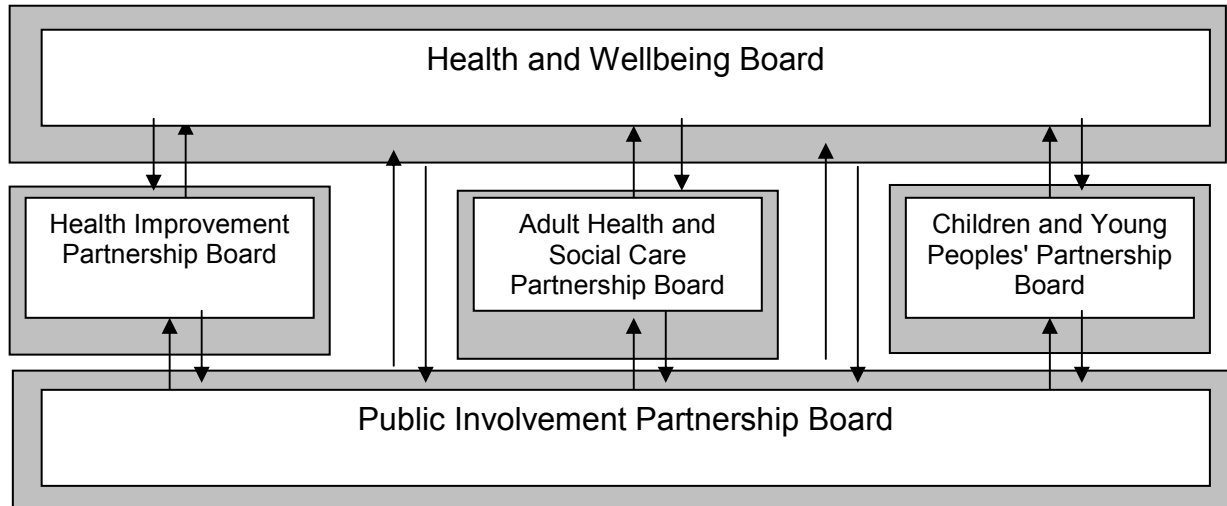 Health and Wellbeing Board
Health Improvement
Partnership Board
Adult Health and
Social Care
Partnership Board
Children and Young
Peoples' Partnership
Board
Public Involvement Partnership Board